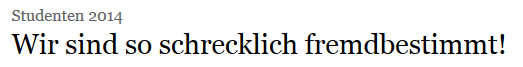 Studenten 2014
Wir sind so schrecklich fremdbestimmt!